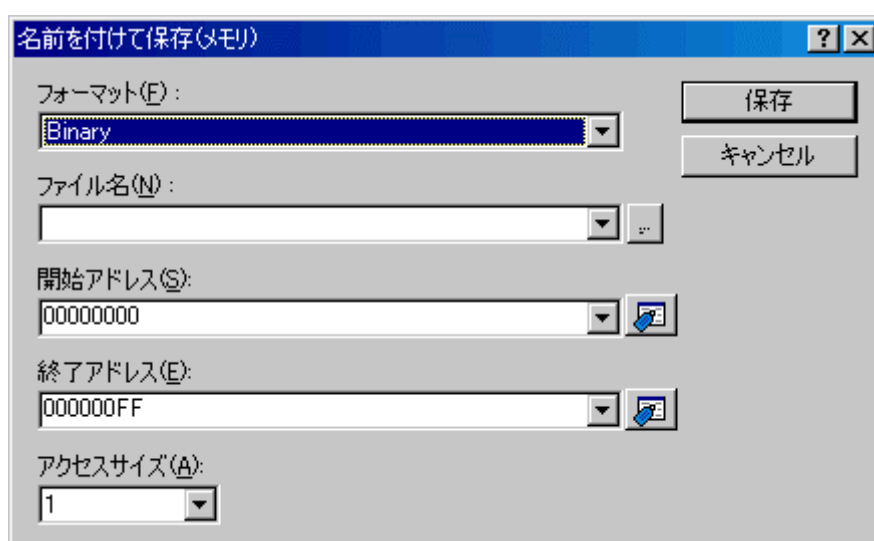 名前を付けて保存(メモリ)
フォーマット(F) :
保存
Binary
キャンセル
ファイル名(N) :
...
開始アドレス(S):
00000000
終了アドレス(E):
000000FF
アクセスサイズ(A):
1